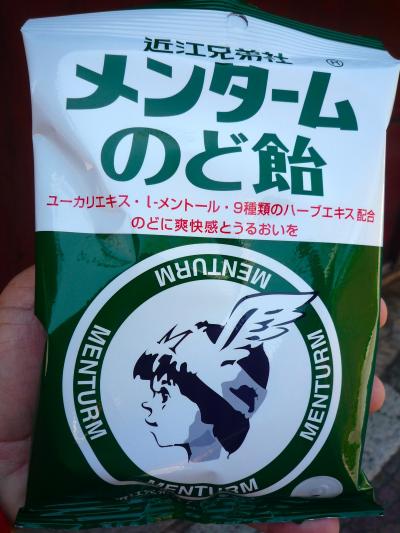 近江兄弟社
メンターム®
のど飴
ユーカリエキス・l-メントール・9種類のハーブエキス配合
のどに爽快感とうるおいを
MENTURM
MENTURM
MENTURM
MENTURM